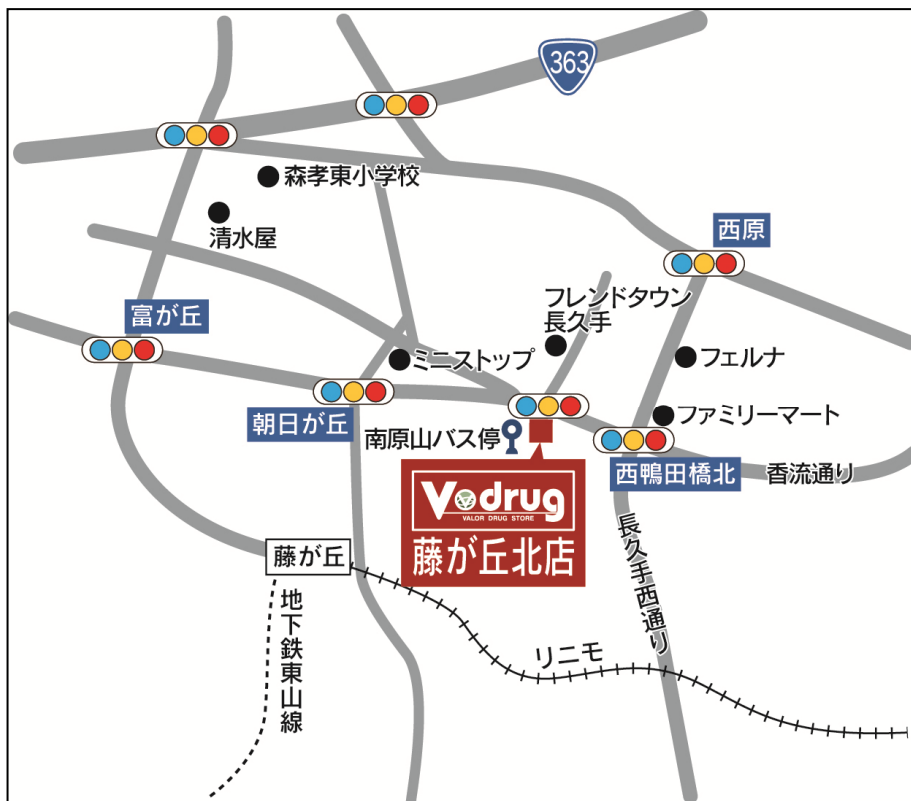 363
森孝東小学校
清水屋
西原
フレンドタウン
長久手
富が丘
ミニストップ
フェルナ
朝日が丘
ファミリーマート
南原山バス停
西鴨田橋北
香流通り
V・drug
VALOR DRUG STORE
藤が丘北店
藤が丘
長久手西通り
地下鉄東山線
リニモ